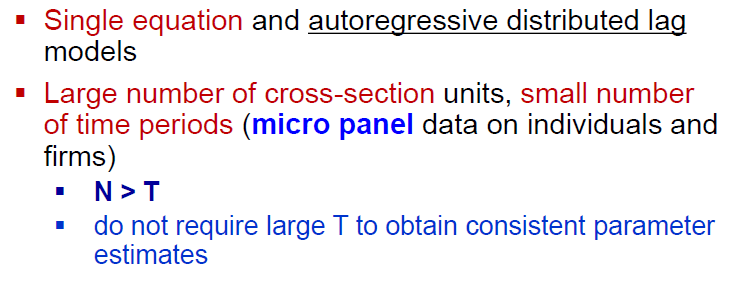 ▪ Single equation and autoregressive distributed lag
models
▪ Large number of cross-section units, small number
of time periods (micro panel data on individuals and
firms)
▪ N > T
▪ do not require large T to obtain consistent parameter
estimates